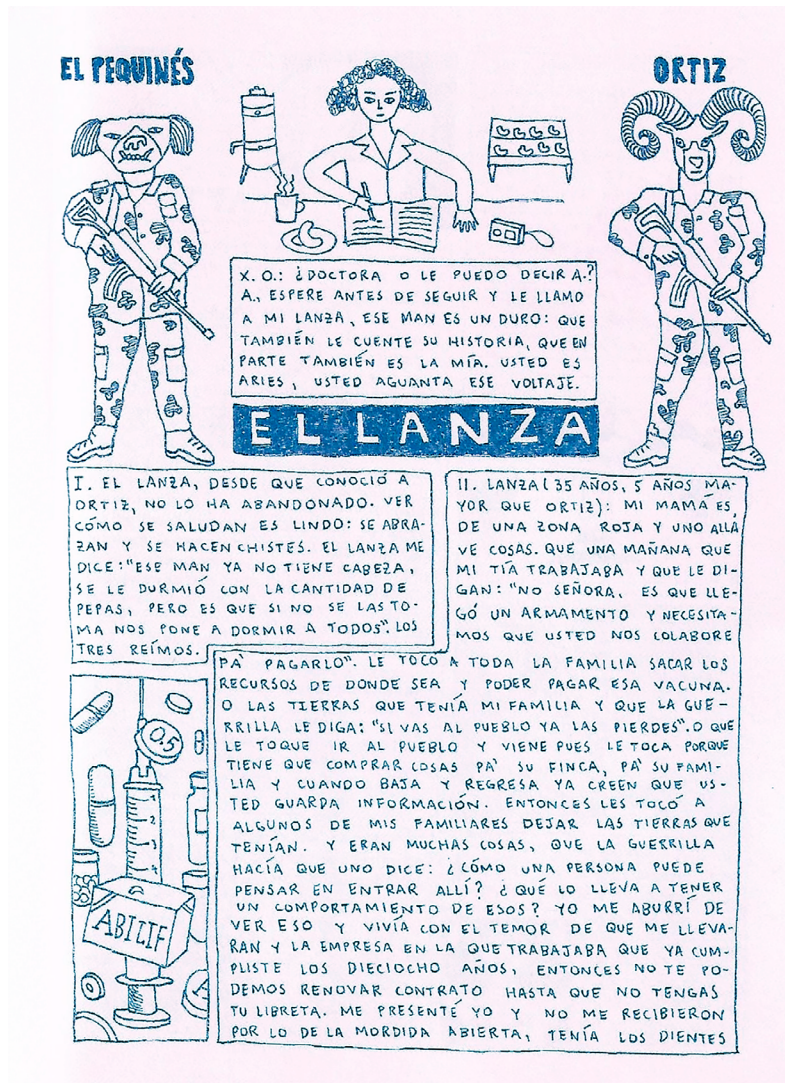 EL PEQUINÉS
ORTIZ
X. O.: ¿DOCTORA O LE PUEDO DECIR A.?
A., ESPERE ANTES DE SEGUIR Y LE LLAMO
A MI LANZA, ESE MAN ES UN DURO: QUE
TAMBIÉN LE CUENTE SU HISTORIA, QUE EN
PARTE TAMBIÉN ES LA MÍA. USTED ES
ARIES, USTED AGUANTA ESE VOLTAJE.
EL LANZA
I. EL LANZA, DESDE QUE CONOCIÓ A
ORTIZ, NO LO HA ABANDONADO. VER
CÓMO SE SALUDAN ES LINDO: SE ABRA-
ZAN Y SE HACEN CHISTES. EL LANZA ME
DICE: "ESE MAN YA NO TIENE CABEZA,
SE LE DURMIÓ CON LA CANTIDAD DE
PEPAS, PERO ES QUE SI NO SE LAS TO-
MA NOS PONE A DORMIR A TODOS". LOS
TRES REÍMOS.
II. LANZA (35 AÑOS, 5 AÑOS MA-
YOR QUE ORTIZ): MI MAMÁ ES,
DE UNA ZONA ROJA Y UNO ALLÁ
VE COSAS. QUE UNA MAÑANA QUE
MI TÍA TRABAJABA Y QUE LE DI-
GAN: "NO SEÑORA, ES QUE LLE-
GÓ UN ARMAMENTO Y NECESITA-
MOS QUE USTED NOS COLABORE
PA' PAGARLO". LE TOCÓ A TODA LA FAMILIA SACAR LOS
RECURSOS DE DONDE SEA Y PODER PAGAR ESA VACUNA.
O LAS TIERRAS QUE TENÍA MI FAMILIA Y QUE LA GUE-
RRILLA LE DIGA: "SI VAS AL PUEBLO YA LAS PIERDES". O QUE
LE TOQUE IR AL PUEBLO Y VIENE PUES LE TOCA PORQUE
TIENE QUE COMPRAR COSAS PA' SU FINCA, PA' SU FAMI-
LIA Y CUANDO BAJA Y REGRESA YA CREEN QUE US-
TED GUARDA INFORMACIÓN. ENTONCES LES TOCÓ A
ALGUNOS DE MIS FAMILIARES DEJAR LAS TIERRAS QUE
TENÍAN. Y ERAN MUCHAS COSAS, QUE LA GUERRILLA
HACÍA QUE UNO DICE: ¿CÓMO UNA PERSONA PUEDE
PENSAR EN ENTRAR ALLÍ? ¿QUÉ LO LLEVA A TENER
UN COMPORTAMIENTO DE ESOS? YO ME ABURRÍ DE
VER ESO Y VIVÍA CON EL TEMOR DE QUE ME LLEVA-
RAN Y LA EMPRESA EN LA QUE TRABAJABA QUE YA CUM-
PLISTE LOS DIECIOCHO AÑOS, ENTONCES NO TE PO-
DEMOS RENOVAR CONTRATO HASTA QUE NO TENGAS
TU LIBRETA. ME PRESENTÉ YO Y NO ME RECIBIERON
POR LO DE LA MORDIDA ABIERTA, TENÍA LOS DIENTES
0.5
2
3
4
ABILIF